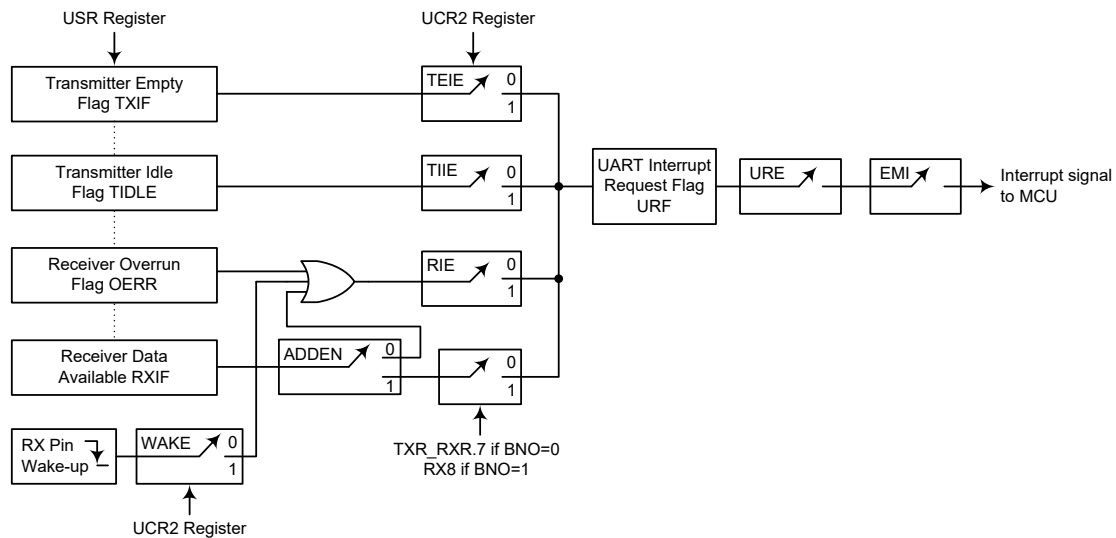 USR Register
UCR2 Register
Transmitter Empty
Flag TXIF
TEIE
0
1
Transmitter Idle
Flag TIDLE
TIIE
0
1
UART Interrupt
Request Flag
URF
URE
EMI
Interrupt signal
to MCU
Receiver Overrun
Flag OERR
RIE
0
1
Receiver Data
Available RXIF
ADDEN
0
1
0
1
RX Pin
Wake-up
WAKE
0
1
TXR_RXR.7 if BNO=0
RX8 if BNO=1
UCR2 Register